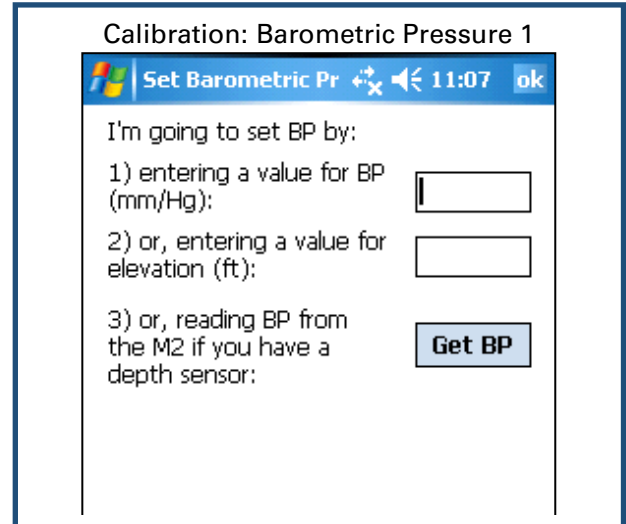 Calibration: Barometric Pressure 1
Set Barometric Pr 11:07 ok
I'm going to set BP by:
1) entering a value for BP
(mm/Hg):
2) or, entering a value for
elevation (ft):
3) or, reading BP from
the M2 if you have a
depth sensor:
Get BP